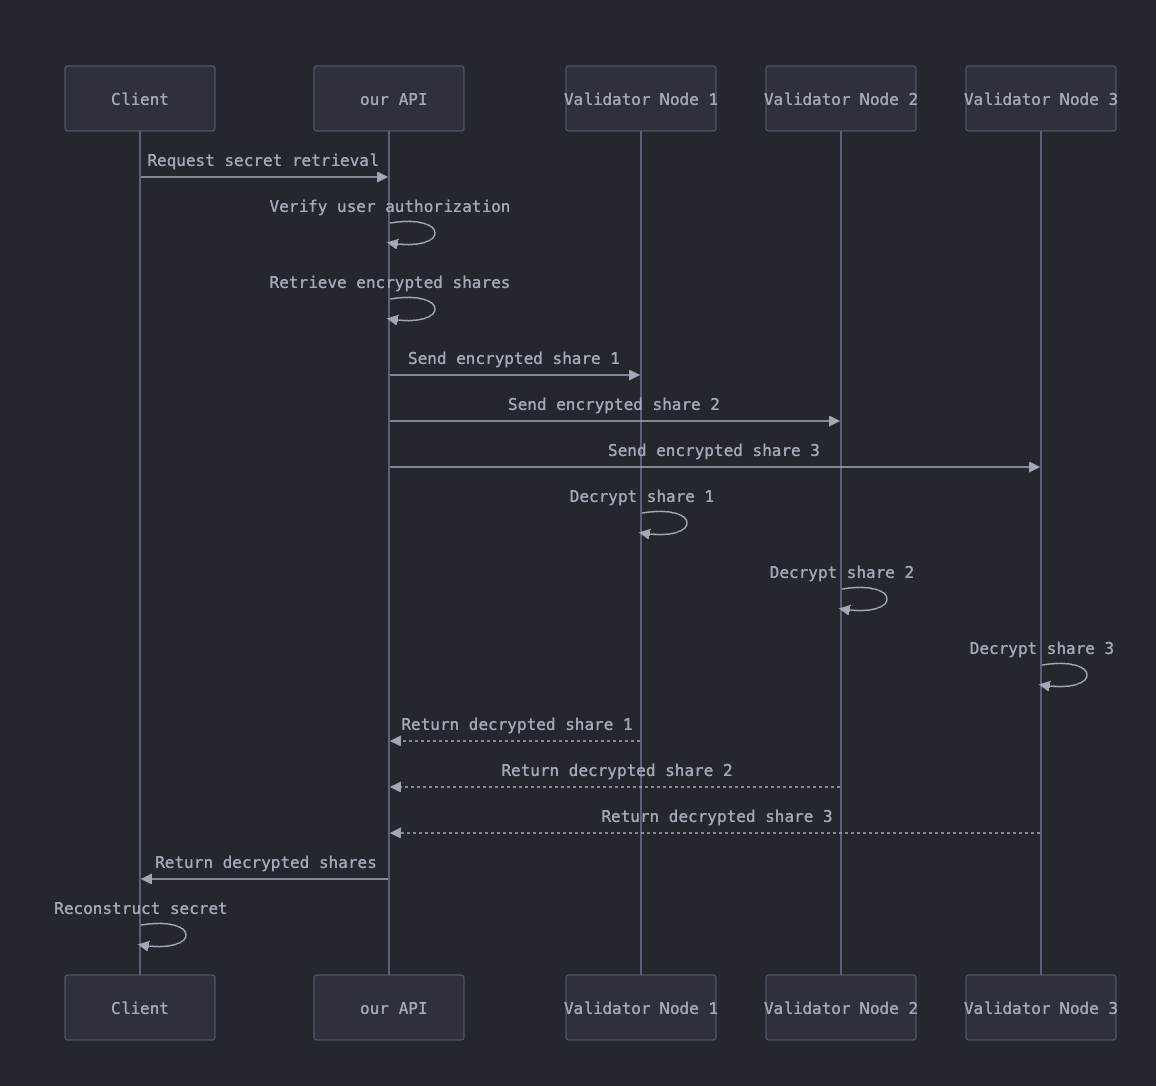 Client
our API
Validator Node 1
Validator Node 2
Validator Node 3
Request secret retrieval
Verify user authorization
Retrieve encrypted shares
Send encrypted share 1
Send encrypted share 2
Send encrypted share 3
Decrypt share 1
Decrypt share 2
Decrypt share 3
Return decrypted share 1
Return decrypted share 2
Return decrypted share 3
Return decrypted shares
Reconstruct secret
Client
our API
Validator Node 1
Validator Node 2
Validator Node 3